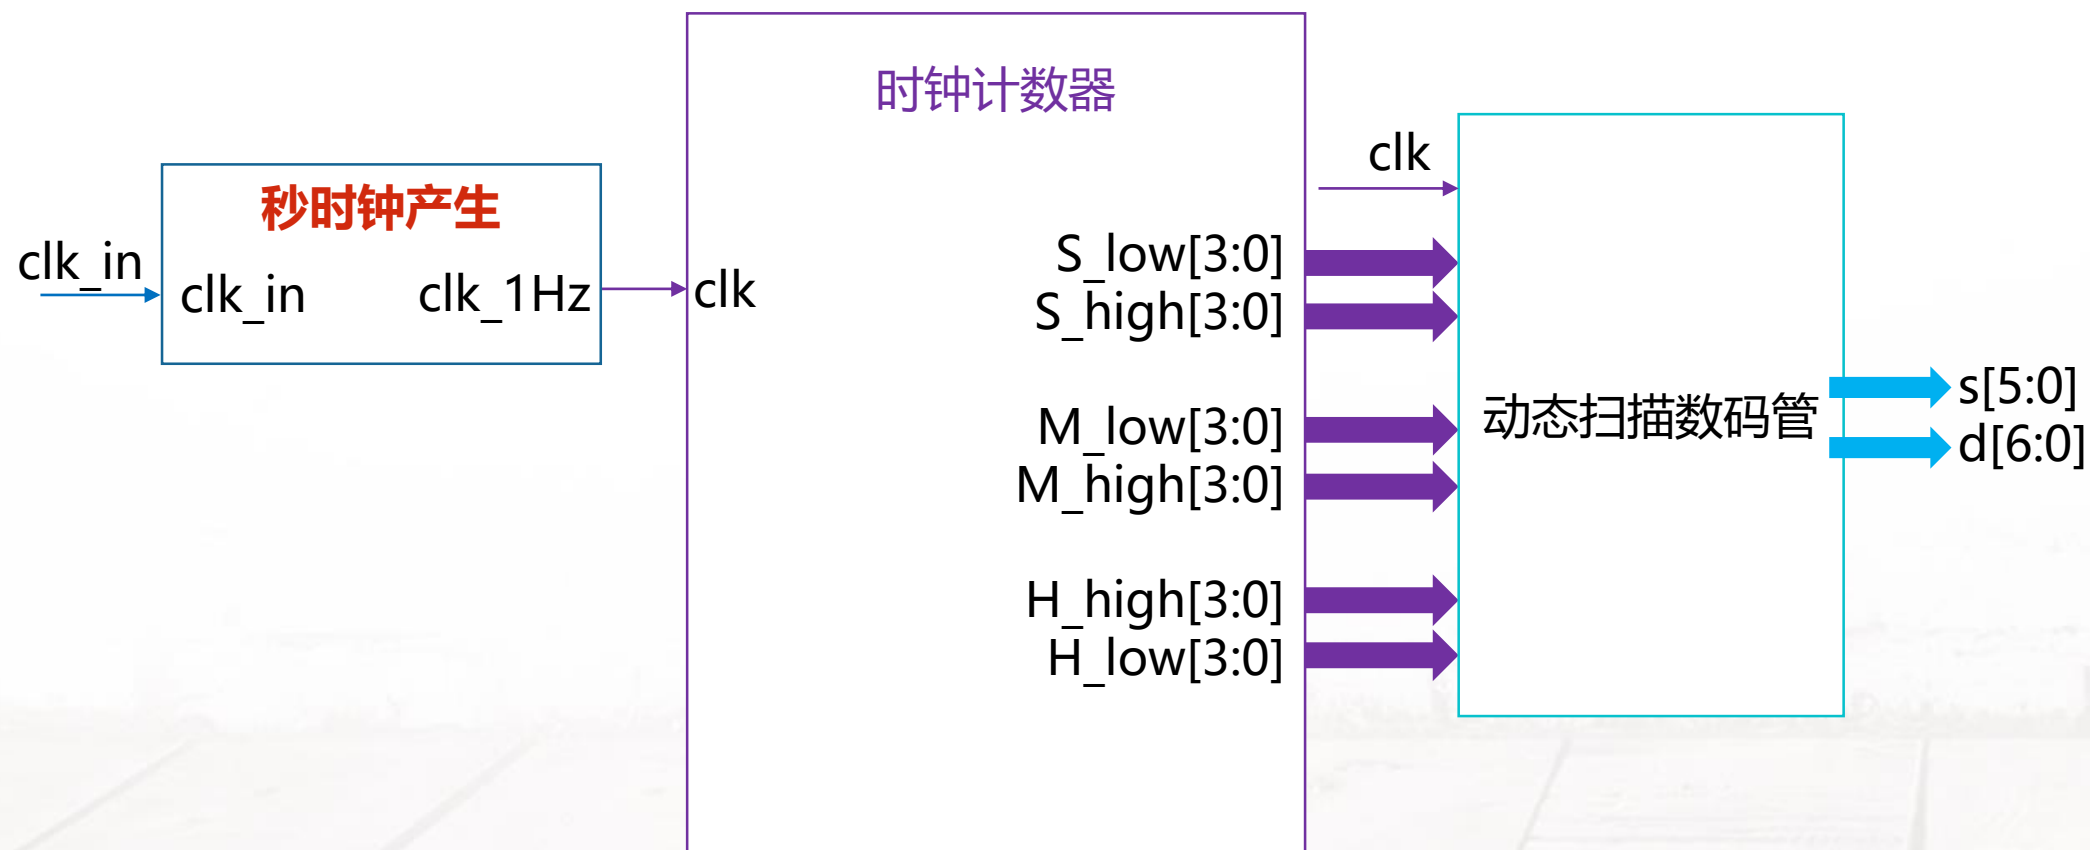 时钟计数器
clk
秒时钟产生
clk_in
clk_in
clk_1Hz
clk
S_low[3:0]
S_high[3:0]
M_low[3:0]
M_high[3:0]
H_high[3:0]
H_low[3:0]
动态扫描数码管
s[5:0]
d[6:0]